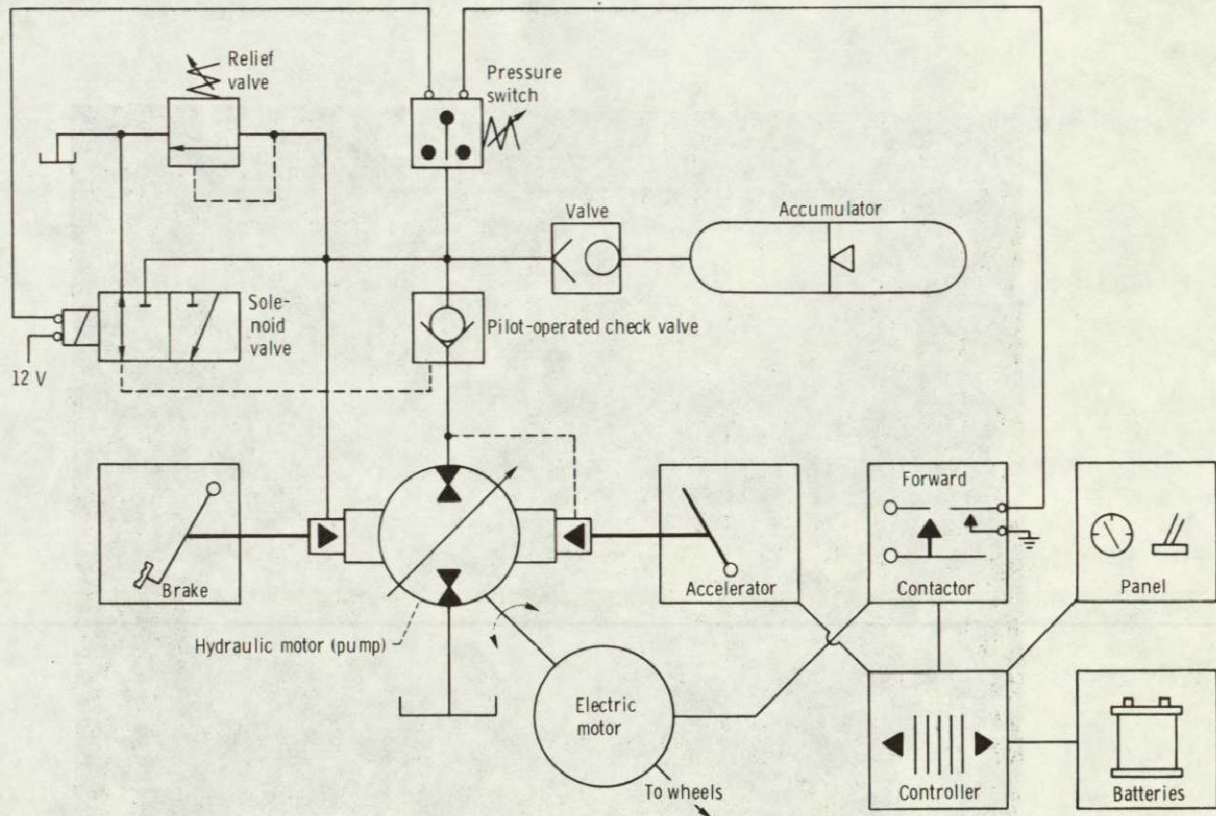 Relief
valve
Pressure
switch
Valve
Accumulator
Sole-
noid
valve
Pilot-operated check valve
12 V
Brake
Accelerator
Forward
Contactor
Panel
Hydraulic motor (pump)
Electric
motor
To wheels
Controller
Batteries